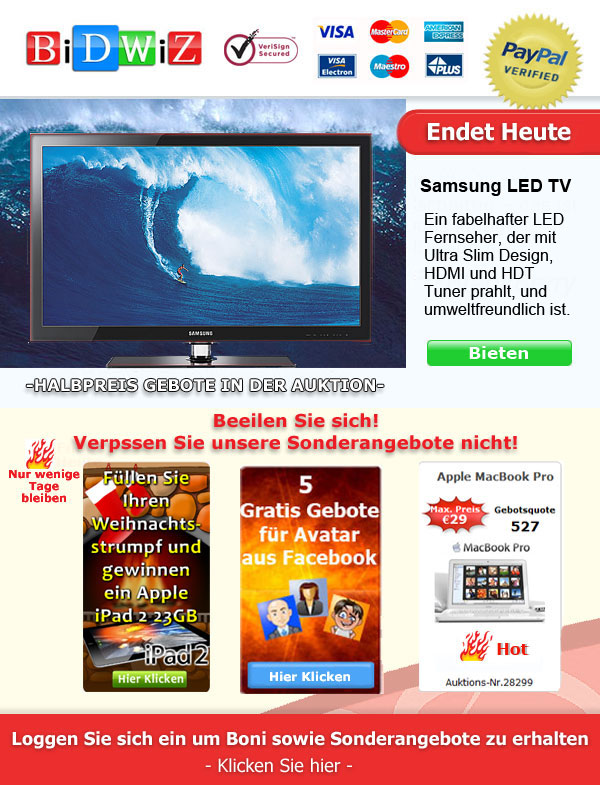 BiDWiZ
VeriSign
Secured
VISA
MasterCard
AMERICAN
EXPRESS
VISA
Electron
Maestro
PLUS
PayPal
VERIFIED
Endet Heute
Samsung LED TV
Ein fabelhafter LED
Fernseher, der mit
Ultra Slim Design,
HDMI und HDT
Tuner prahlt, und
umweltfreundlich ist.
SAMSUNG
Bieten
-HALBPREIS GEBOTE IN DER AUKTION-
Beeilen Sie sich!
Verpssen Sie unsere Sonderangebote nicht!
Nur wenige
Tage
bleiben
Füllen Sie
Ihren
Weihnachts-
strumpf und
gewinnen
ein Apple
iPad 2 23GB
iPad 2
Hier Klicken
5
Gratis Gebote
für Avatar
aus Facebook
Hier Klicken
Apple MacBook Pro
Max. Preis
€29
Gebotsquote
527
MacBook Pro
Hot
Auktions-Nr.28299
Loggen Sie sich ein um Boni sowie Sonderangebote zu erhalten
- Klicken Sie hier -